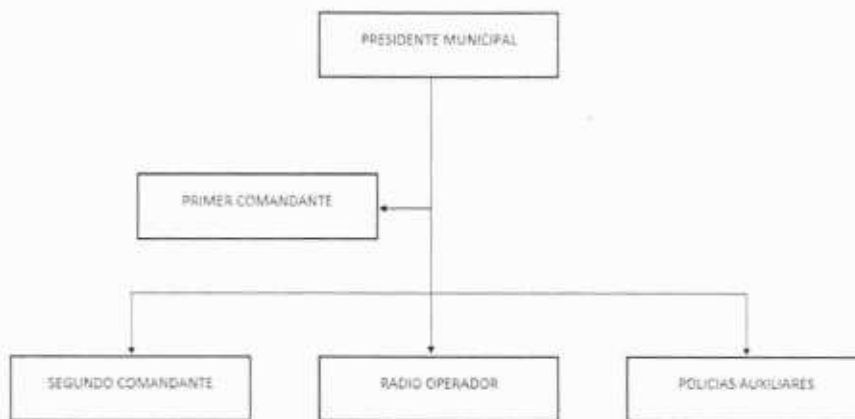 PRESIDENTE MUNICIPAL
PRIMER COMANDANTE
SEGUNDO COMANDANTE
RADIO OPERADOR
POLICIAS AUXILIARES